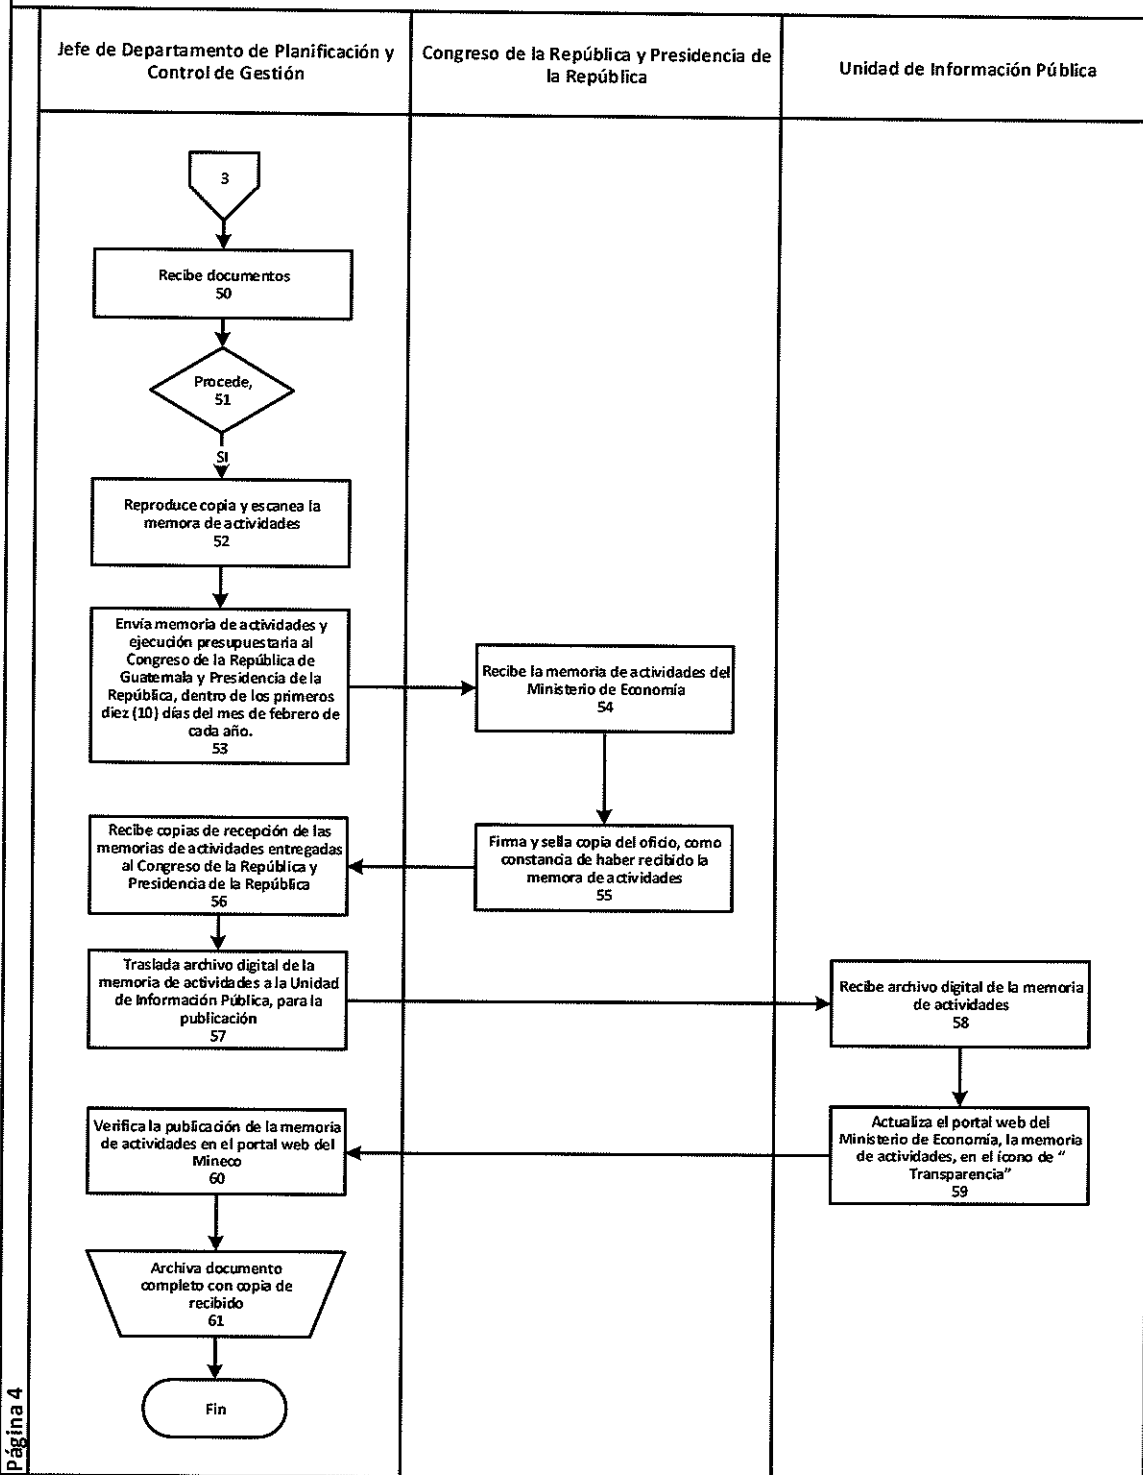 Jefe de Departamento de Planificación y
Control de Gestión
Congreso de la República y Presidencia de
la República
Unidad de Información Pública
3
Recibe documentos
50
Procede,
51
SI
Reproduce copia y escanea la
memora de actividades
52
Envía memoria de actividades y
ejecución presupuestaria al
Congreso de la República de
Guatemala y Presidencia de la
República, dentro de los primeros
diez (10) días del mes de febrero de
cada año.
53
Recibe la memoria de actividades del
Ministerio de Economía
54
Firma y sella copia del oficio, como
constancia de haber recibido la
memora de actividades
55
Recibe copias de recepción de las
memorias de actividades entregadas
al Congreso de la República y
Presidencia de la República
56
Traslada archivo digital de la
memoria de actividades a la Unidad
de Información Pública, para la
publicación
57
Recibe archivo digital de la memoria
de actividades
58
Actualiza el portal web del
Ministerio de Economía, la memoria
de actividades, en el ícono de “
Transparencia”
59
Verifica la publicación de la memoria
de actividades en el portal web del
Mineco
60
Archiva documento
completo con copia de
recibido
61
Fin
Página 4